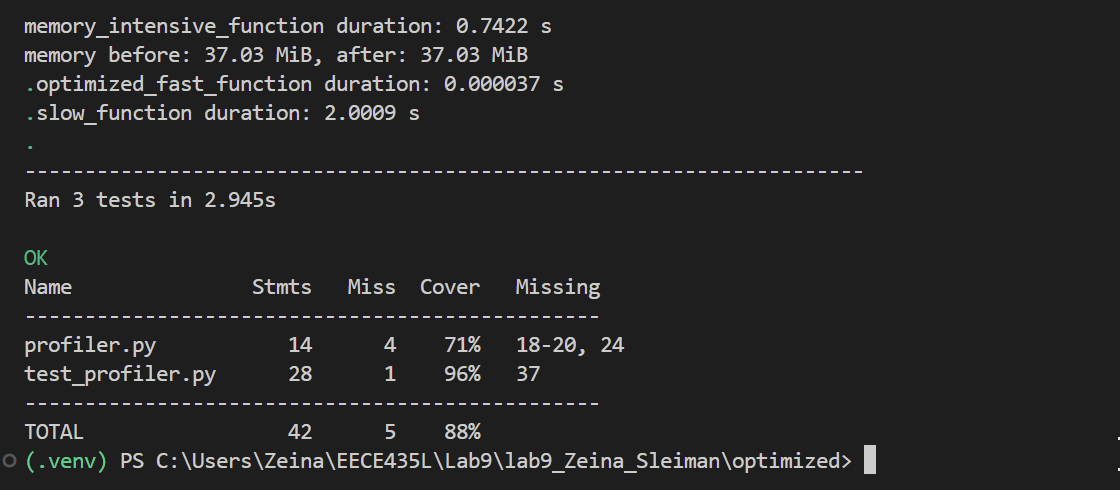 memory_intensive_function duration: 0.7422 s
memory before: 37.03 MiB, after: 37.03 MiB
.optimized_fast_function duration: 0.000037 s
.slow_function duration: 2.0009 s
.
----------------------------------------------------------------------
Ran 3 tests in 2.945s

OK
Name               Stmts   Miss  Cover   Missing
------------------------------------------------
profiler.py           14      4    71%   18-20, 24
test_profiler.py      28      1    96%   37
------------------------------------------------
TOTAL                 42      5    88%
(.venv) PS C:\Users\Zeina\EECE435L\Lab9\lab9_Zeina_Sleiman\optimized>